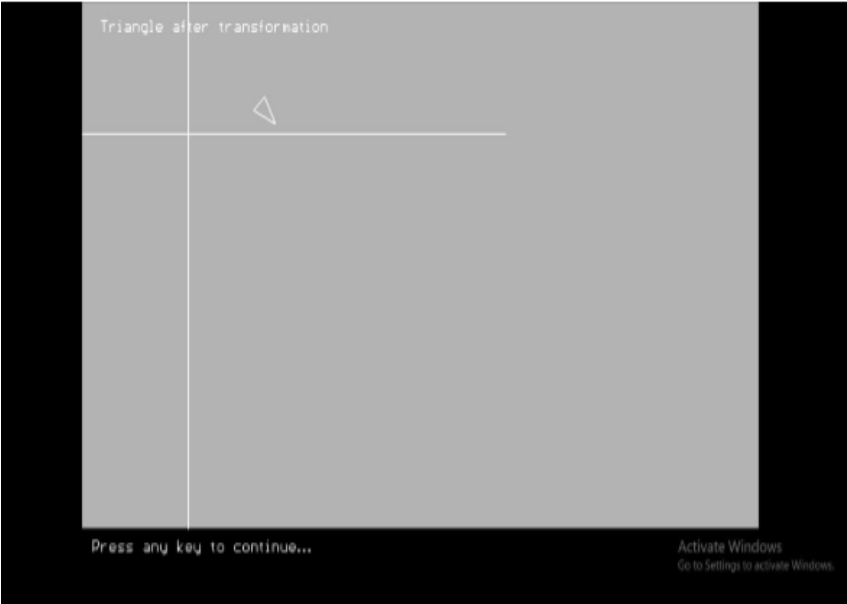 Triangle after transformation
Press any key to continue...
Activate Windows
Go to Settings to activate Windows.